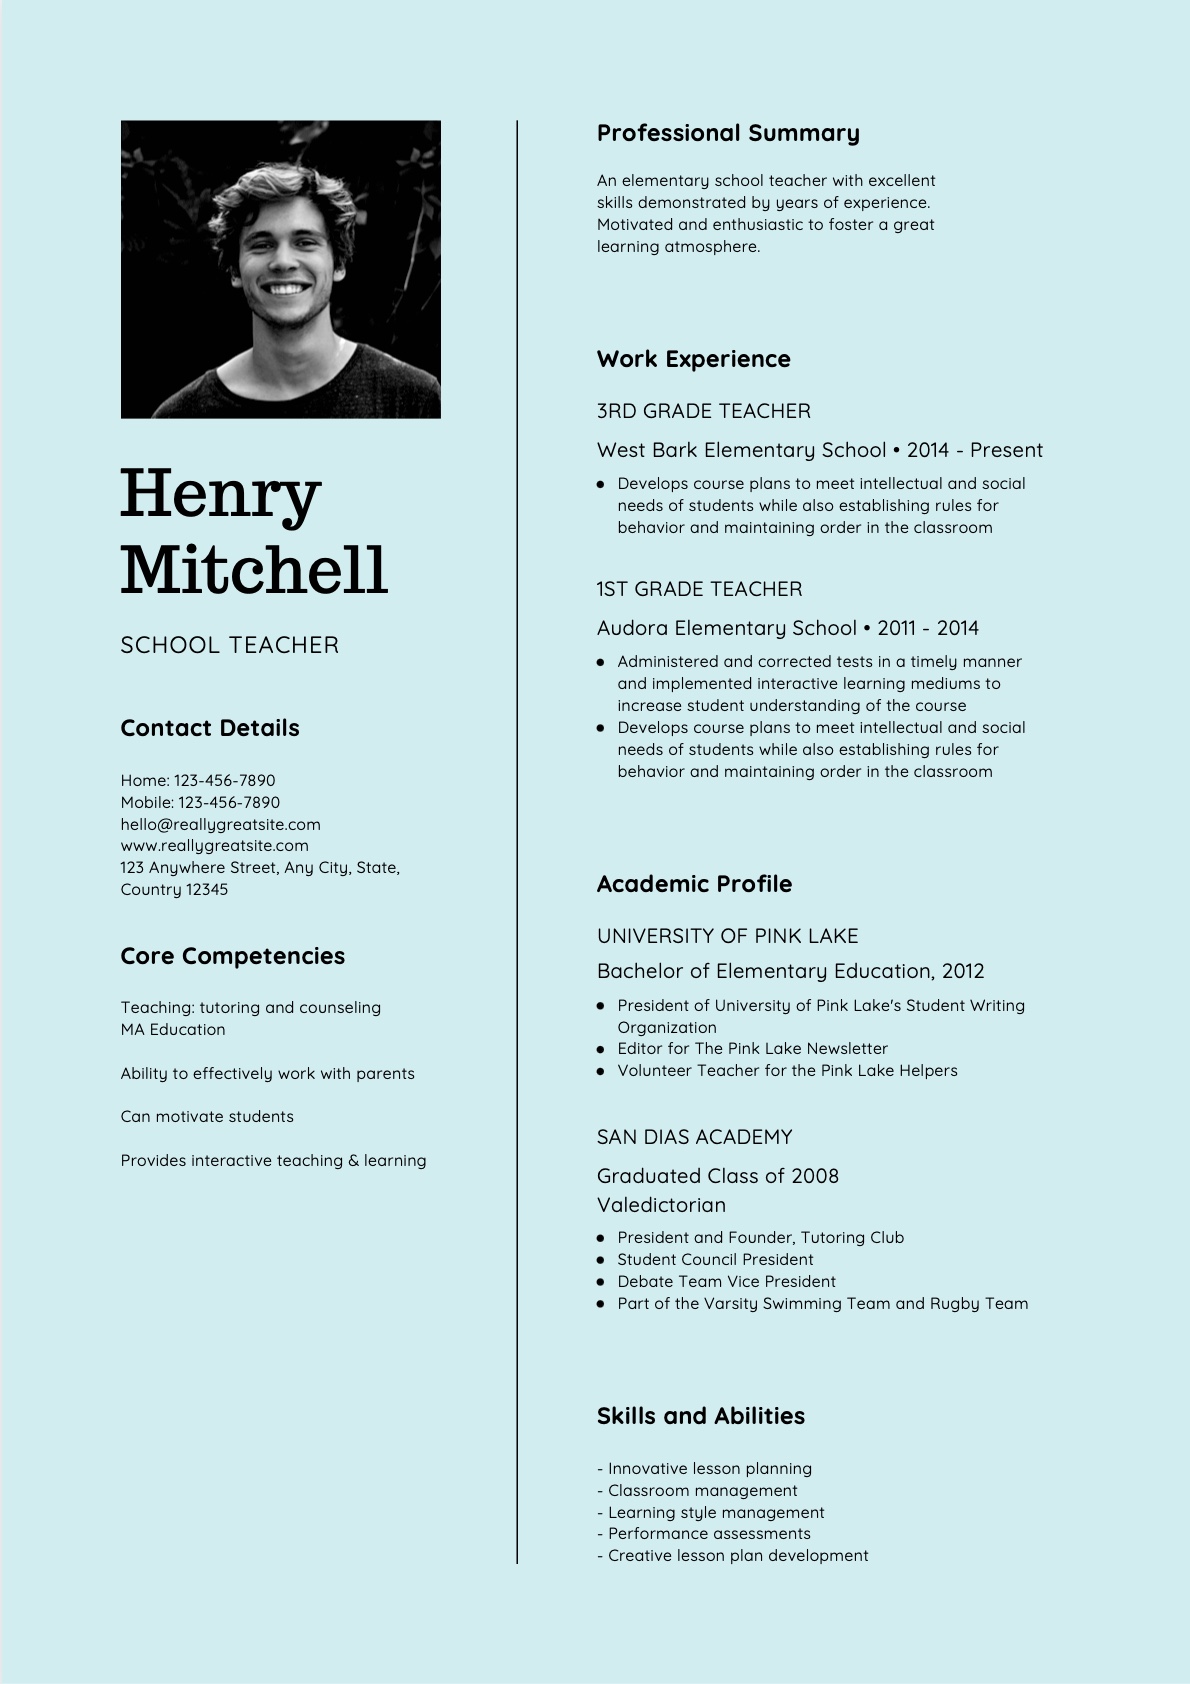 Henry
Mitchell
SCHOOL TEACHER
Contact Details
Home: 123-456-7890
Mobile: 123-456-7890
hello@reallygreatsite.com
www.reallygreatsite.com
123 Anywhere Street, Any City, State,
Country 12345
Core Competencies
Teaching: tutoring and counseling
MA Education
Ability to effectively work with parents
Can motivate students
Provides interactive teaching & learning
Professional Summary
An elementary school teacher with excellent
skills demonstrated by years of experience.
Motivated and enthusiastic to foster a great
learning atmosphere.
Work Experience
3RD GRADE TEACHER
West Bark Elementary School • 2014 - Present
• Develops course plans to meet intellectual and social
needs of students while also establishing rules for
behavior and maintaining order in the classroom
1ST GRADE TEACHER
Audora Elementary School • 2011 - 2014
• Administered and corrected tests in a timely manner
and implemented interactive learning mediums to
increase student understanding of the course
• Develops course plans to meet intellectual and social
needs of students while also establishing rules for
behavior and maintaining order in the classroom
Academic Profile
UNIVERSITY OF PINK LAKE
Bachelor of Elementary Education, 2012
• President of University of Pink Lake's Student Writing
Organization
• Editor for The Pink Lake Newsletter
• Volunteer Teacher for the Pink Lake Helpers
SAN DIAS ACADEMY
Graduated Class of 2008
Valedictorian
• President and Founder, Tutoring Club
• Student Council President
• Debate Team Vice President
• Part of the Varsity Swimming Team and Rugby Team
Skills and Abilities
- Innovative lesson planning
- Classroom management
- Learning style management
- Performance assessments
- Creative lesson plan development